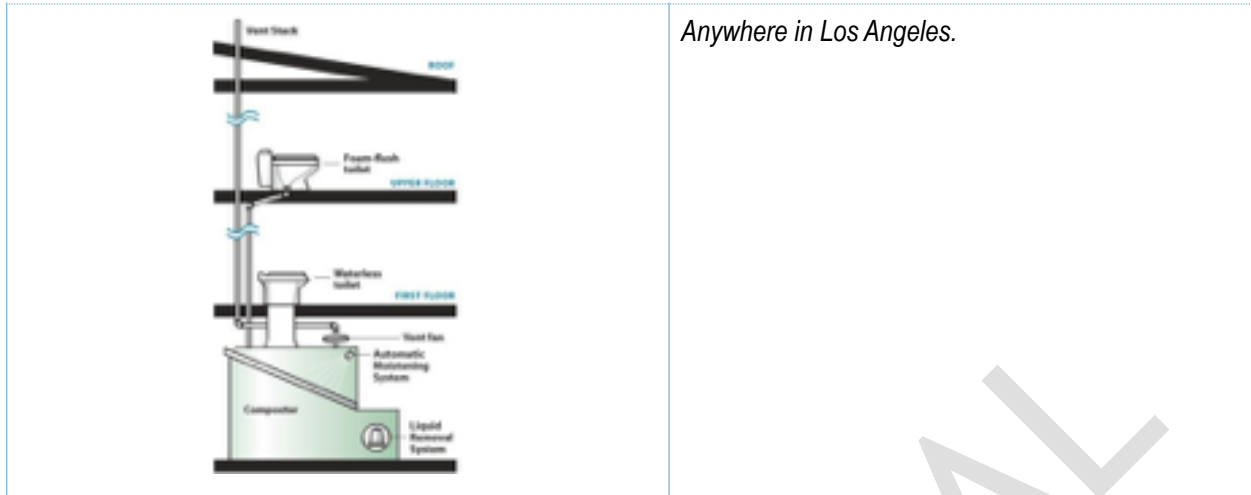 Vent Stack
ROOF
Foam-flush
toilet
UPPER FLOOR
Waterless
toilet
FIRST FLOOR
Vent fan
Automatic
Moistening
System
Composter
Liquid
Removal
System
Anywhere in Los Angeles.
AL